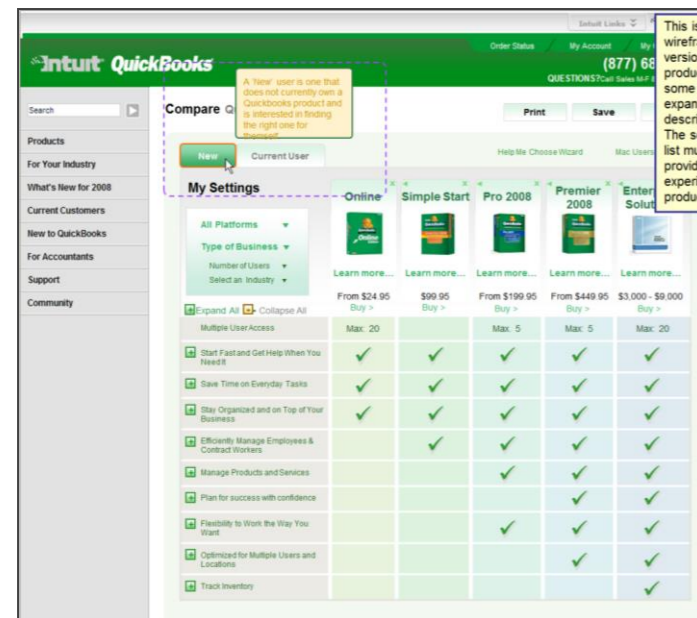 Intuit Links
This is
wirefr
versio
produ
some
expan
descri
The s
list mu
provid
experi
produ
Order Status
My Account
My
INTUIT QuickBooks
(877) 68
QUESTIONS? Call Sales M-F
A 'New' user is one that
does not currently own a
Quickbooks product and
is interested in finding
the right one for
themself
Search
Compare Q
Print
Save
Products
For Your Industry
What's New for 2008
Current Customers
New to QuickBooks
For Accountants
Support
Community
New
Current User
Help Me Choose Wizard
Mac Users
My Settings
All Platforms
Type of Business
Number of Users
Select an Industry
Expand All
Collapse All
Online
Simple Start
Pro 2008
Premier
2008
Enter
Solut
Learn more...
Learn more...
Learn more...
Learn more...
Learn more...
From $24.95
$99.95
From $199.95
From $449.95
$3,000 - $9,000
Buy >
Buy >
Buy >
Buy >
Buy >
Multiple User Access
Max: 20
Max: 5
Max: 5
Max: 20
Start Fast and Get Help When You
Need It
Save Time on Everyday Tasks
Stay Organized and on Top of Your
Business
Efficiently Manage Employees &
Contract Workers
Manage Products and Services
Plan for success with confidence
Flexibility to Work the Way You
Want
Optimized for Multiple Users and
Locations
Track Inventory